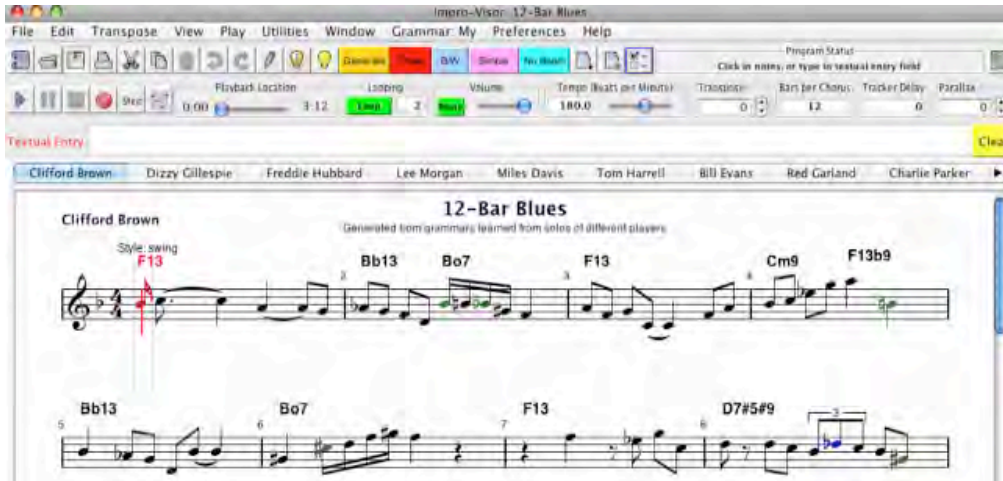 Impro-Visor: 12-Bar Blues
File Edit Transpose View Play Utilities Window Grammar My Preferences Help
Generate B/W No Beam Program Status
Click in notes, or type in textual entry field
Step Playback Location Looping Volume Tempo (Beats per Minute) Transpose Bars per Chorus Tracker Delay Parallax
0:00 3:12 Loop 2 180.0 0 12 0 0
Textual Entry Clea
Clifford Brown Dizzy Gillespie Freddie Hubbard Lee Morgan Miles Davis Tom Harrell Bill Evans Red Garland Charlie Parker
12-Bar Blues
Clifford Brown
Generated from grammars learned from solos of different players
Style: swing
F13 Bb13 Bo7 F13 Cm9 F13b9
2 3 4
4
4
Bb13 Bo7 F13 D7#5#9
5 6 7 8
3